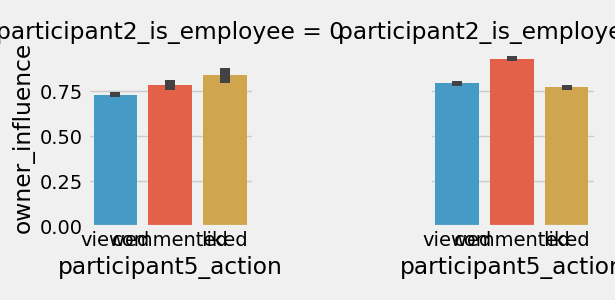 participant2_is_employee = 0
participant2_is_employe
owner_influence
0.75
0.50
0.25
0.00
viewed commented liked
viewed commented liked
participant5_action
participant5_action